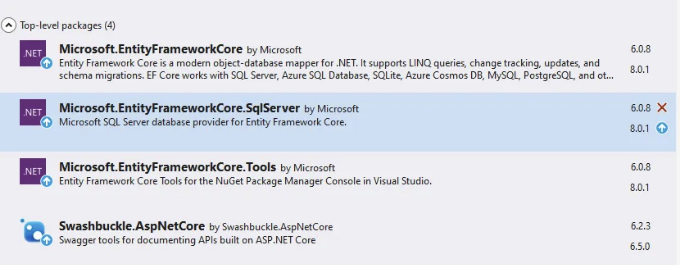 Top-level packages (4)
.NET
Microsoft.EntityFrameworkCore by Microsoft
6.0.8
Entity Framework Core is a modern object-database mapper for .NET. It supports LINQ queries, change tracking, updates, and
schema migrations. EF Core works with SQL Server, Azure SQL Database, SQLite, Azure Cosmos DB, MySQL, PostgreSQL, and ot...
8.0.1
.NET
Microsoft.EntityFrameworkCore.SqlServer by Microsoft
6.0.8
Microsoft SQL Server database provider for Entity Framework Core.
8.0.1
.NET
Microsoft.EntityFrameworkCore.Tools by Microsoft
6.0.8
Entity Framework Core Tools for the NuGet Package Manager Console in Visual Studio.
8.0.1
Swashbuckle.AspNetCore by Swashbuckle.AspNetCore
6.2.3
Swagger tools for documenting APIs built on ASP.NET Core
6.5.0